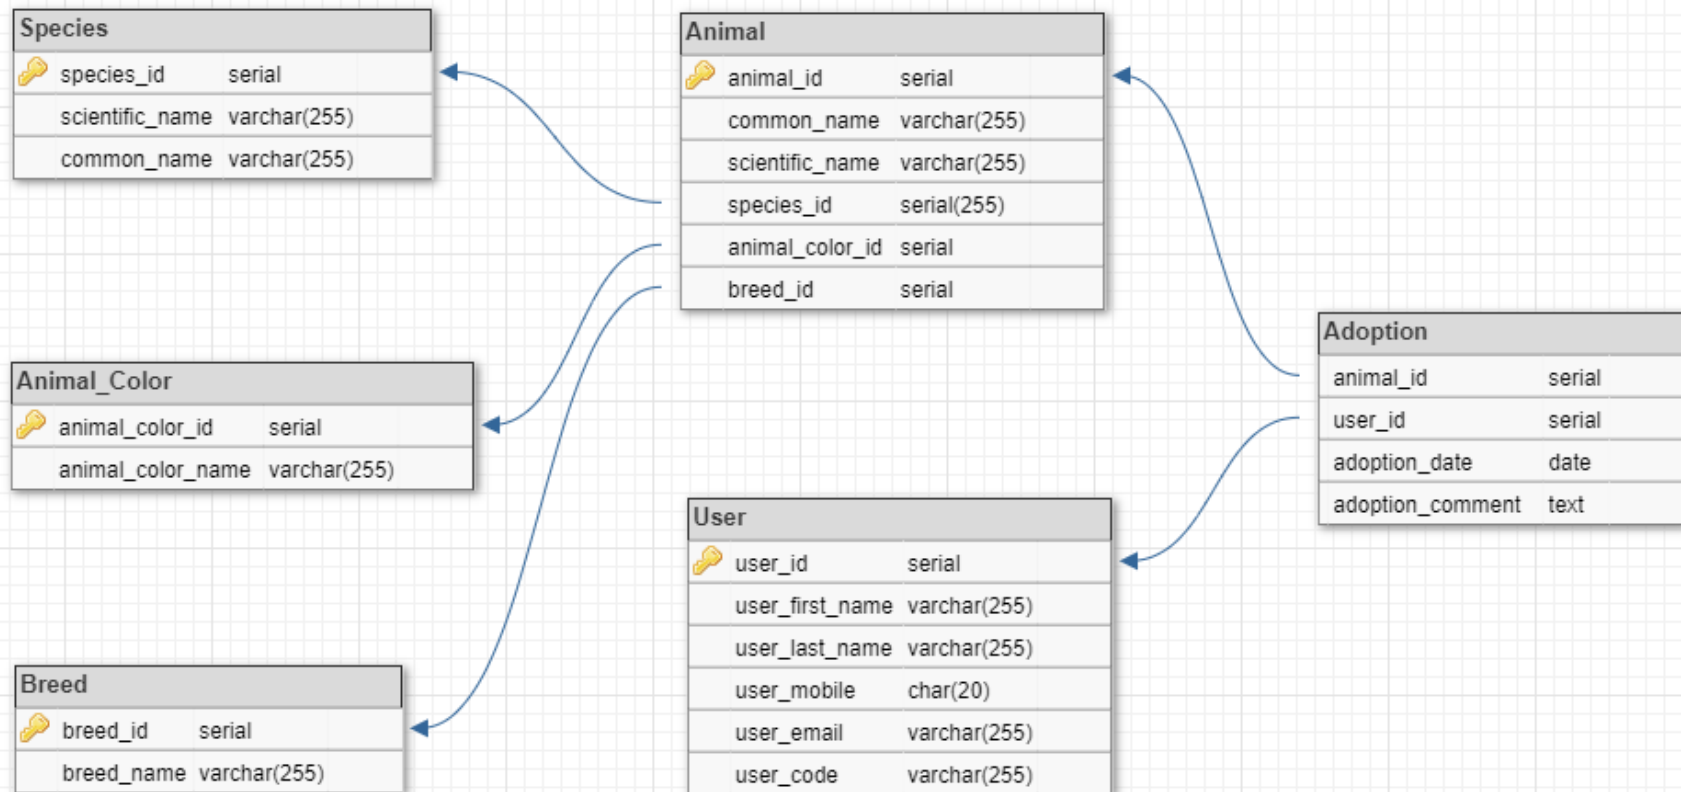 Species
species_id serial
scientific_name varchar(255)
common_name varchar(255)
Animal
animal_id serial
common_name varchar(255)
scientific_name varchar(255)
species_id serial(255)
animal_color_id serial
breed_id serial
Adoption
animal_id serial
user_id serial
adoption_date date
adoption_comment text
Animal_Color
animal_color_id serial
animal_color_name varchar(255)
User
user_id serial
user_first_name varchar(255)
user_last_name varchar(255)
user_mobile char(20)
user_email varchar(255)
user_code varchar(255)
Breed
breed_id serial
breed_name varchar(255)